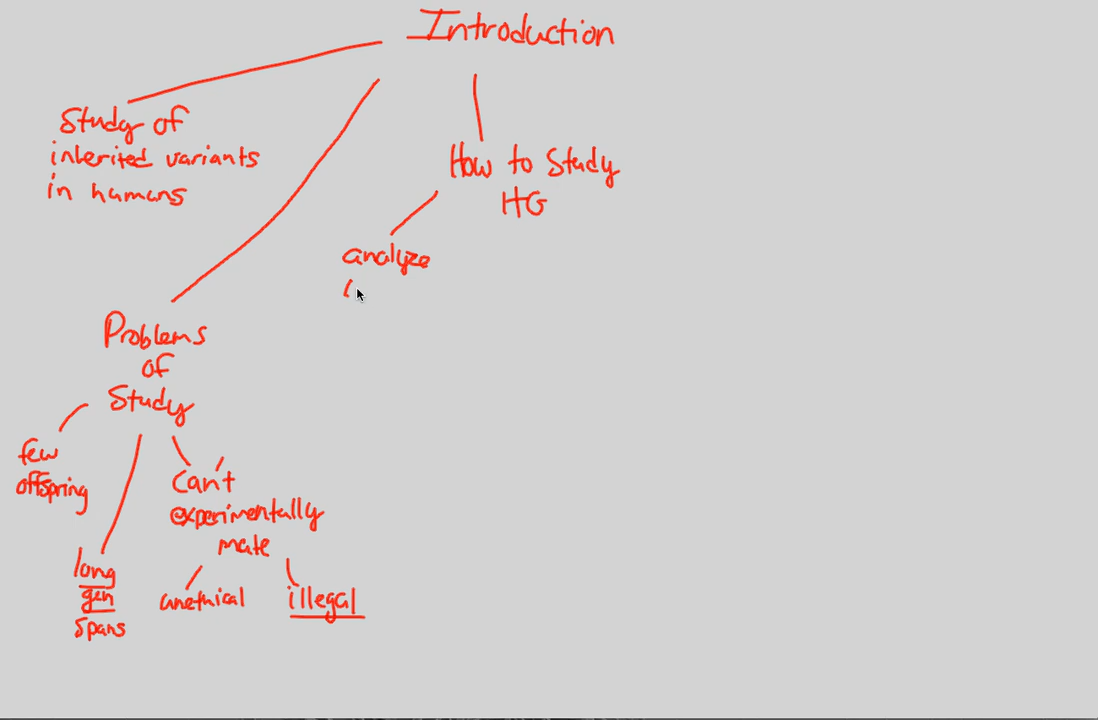 Introduction
Study of
inherited variants
in humans
How to Study
HG
analyze
Problems
of
Study
few
offspring
long
gen
spans
Can't
experimentally
mate
unethical
illegal